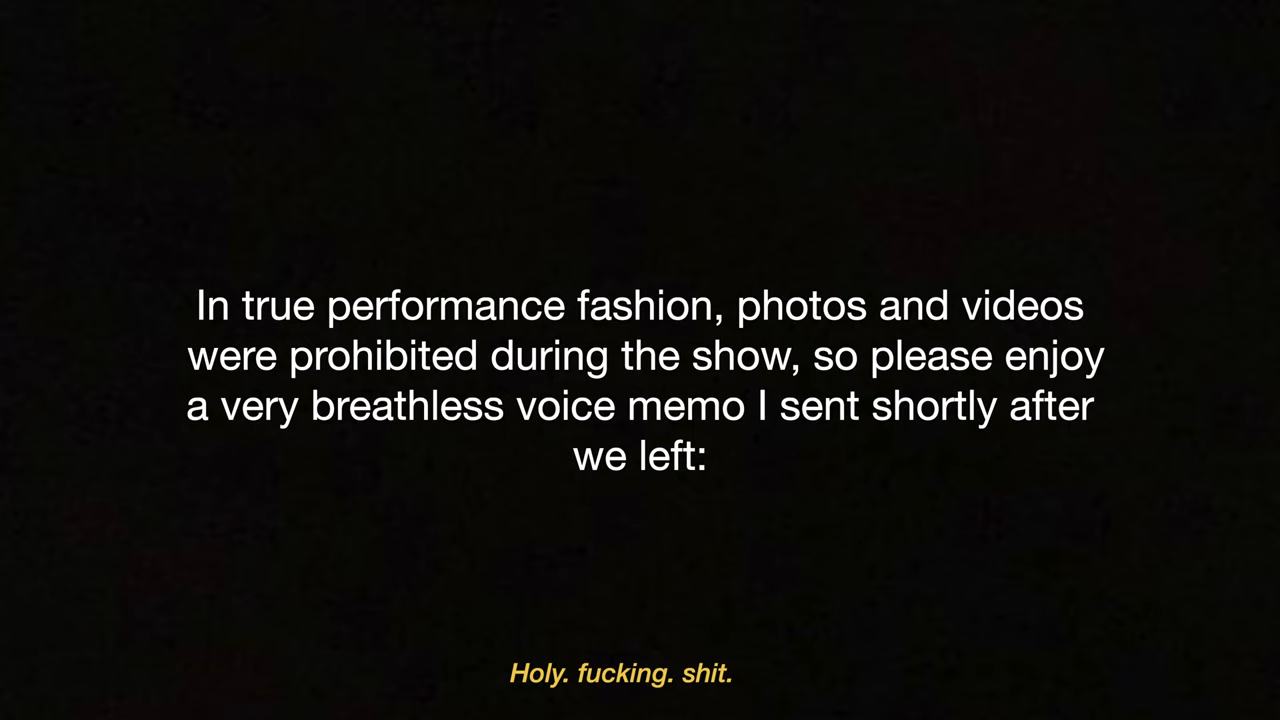 In true performance fashion, photos and videos
were prohibited during the show, so please enjoy
a very breathless voice memo I sent shortly after
we left:
Holy. fucking. shit.